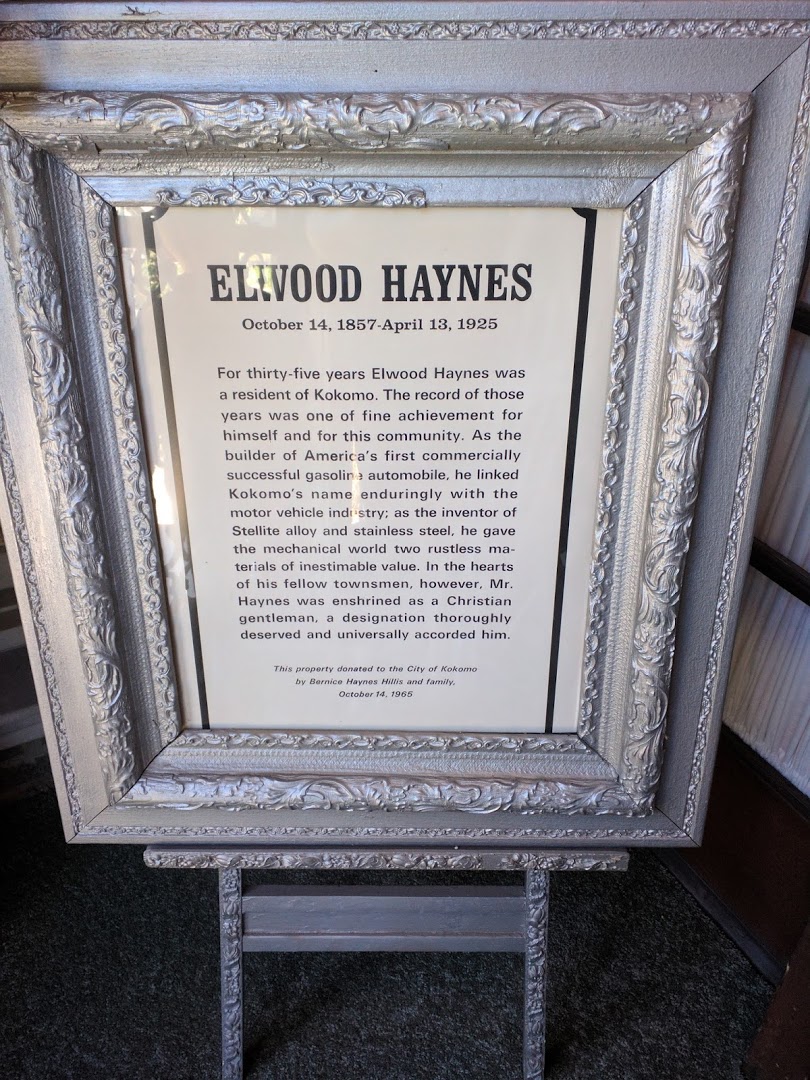 ELWOOD HAYNES
October 14, 1857-April 13, 1925
For thirty-five years Elwood Haynes was
a resident of Kokomo. The record of those
years was one of fine achievement for
himself and for this community. As the
builder of America's first commercially
successful gasoline automobile, he linked
Kokomo's name enduringly with the
motor vehicle industry; as the inventor of
Stellite alloy and stainless steel, he gave
the mechanical world two rustless ma-
terials of inestimable value. In the hearts
of his fellow townsmen, however, Mr.
Haynes was enshrined as a Christian
gentleman, a designation thoroughly
deserved and universally accorded him.
This property donated to the City of Kokomo
by Bernice Haynes Hillis and family,
October 14, 1965